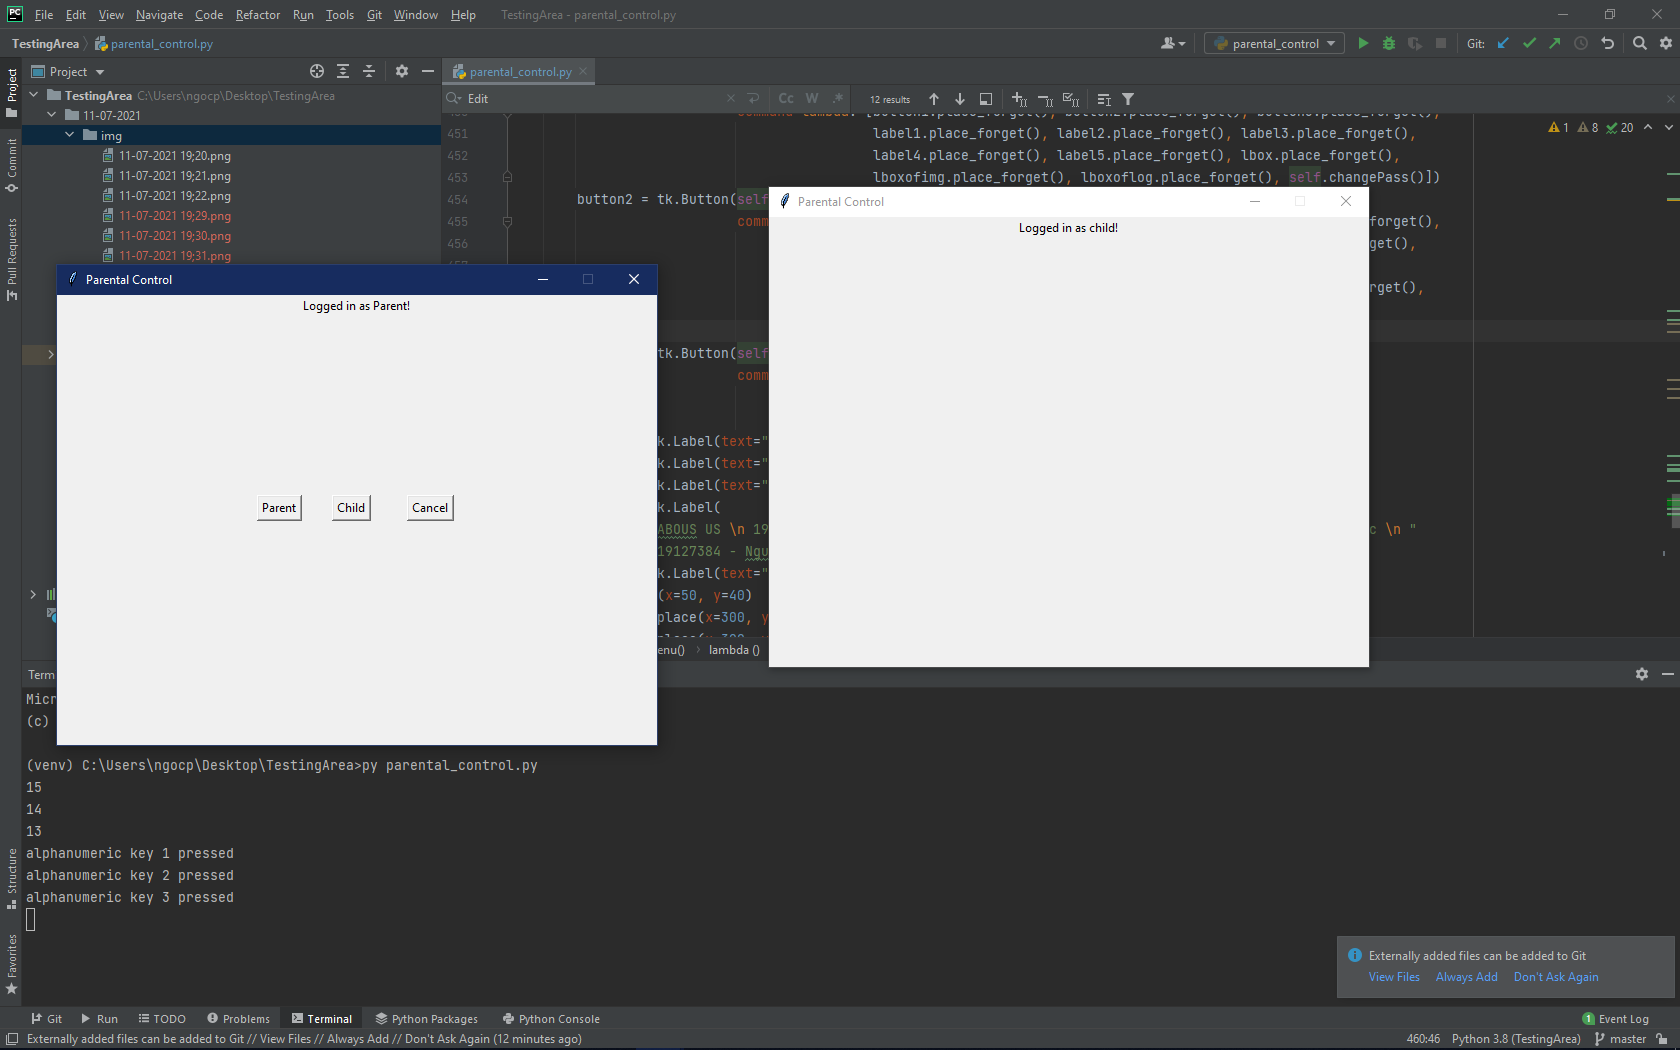 PC File Edit View Navigate Code Refactor Run Tools Git Window Help TestingArea - parental_control.py
TestingArea parental_control.py parental_control Git:
Project parental_control.py
TestingArea C:\Users\ngocp\Desktop\TestingArea
11-07-2021
img
11-07-2021 19;20.png
11-07-2021 19;21.png
11-07-2021 19;22.png
11-07-2021 19;29.png
11-07-2021 19;30.png
11-07-2021 19;31.png
Project
Commit
Pull Requests
Structure
Favorites
Edit Cc W .* 12 results
1 8 20
451 label1.place_forget(), label2.place_forget(), label3.place_forget(),
452 label4.place_forget(), label5.place_forget(), lbox.place_forget(),
453 lboxofimg.place_forget(), lboxoflog.place_forget(), self.changePass()])
454 button2 = tk.Button(self
455 comm rget(),
456 get(),
rget(),
tk.Button(self
comm
k.Label(text="
k.Label(text="
k.Label(text="
k.Label(
ABOUS US \n 19 c \n "
19127384 - Ngu
k.Label(text="
(x=50, y=40)
place(x=300, y
enu() lambda ()
Parental Control
Logged in as Parent!
Parent Child Cancel
Parental Control
Logged in as child!
Term
Micr
(c)
(venv) C:\Users\ngocp\Desktop\TestingArea>py parental_control.py
15
14
13
alphanumeric key 1 pressed
alphanumeric key 2 pressed
alphanumeric key 3 pressed
Externally added files can be added to Git
View Files Always Add Don't Ask Again
Git Run TODO Problems Terminal Python Packages Python Console 1 Event Log
Externally added files can be added to Git // View Files // Always Add // Don't Ask Again (12 minutes ago) 460:46 Python 3.8 (TestingArea) master